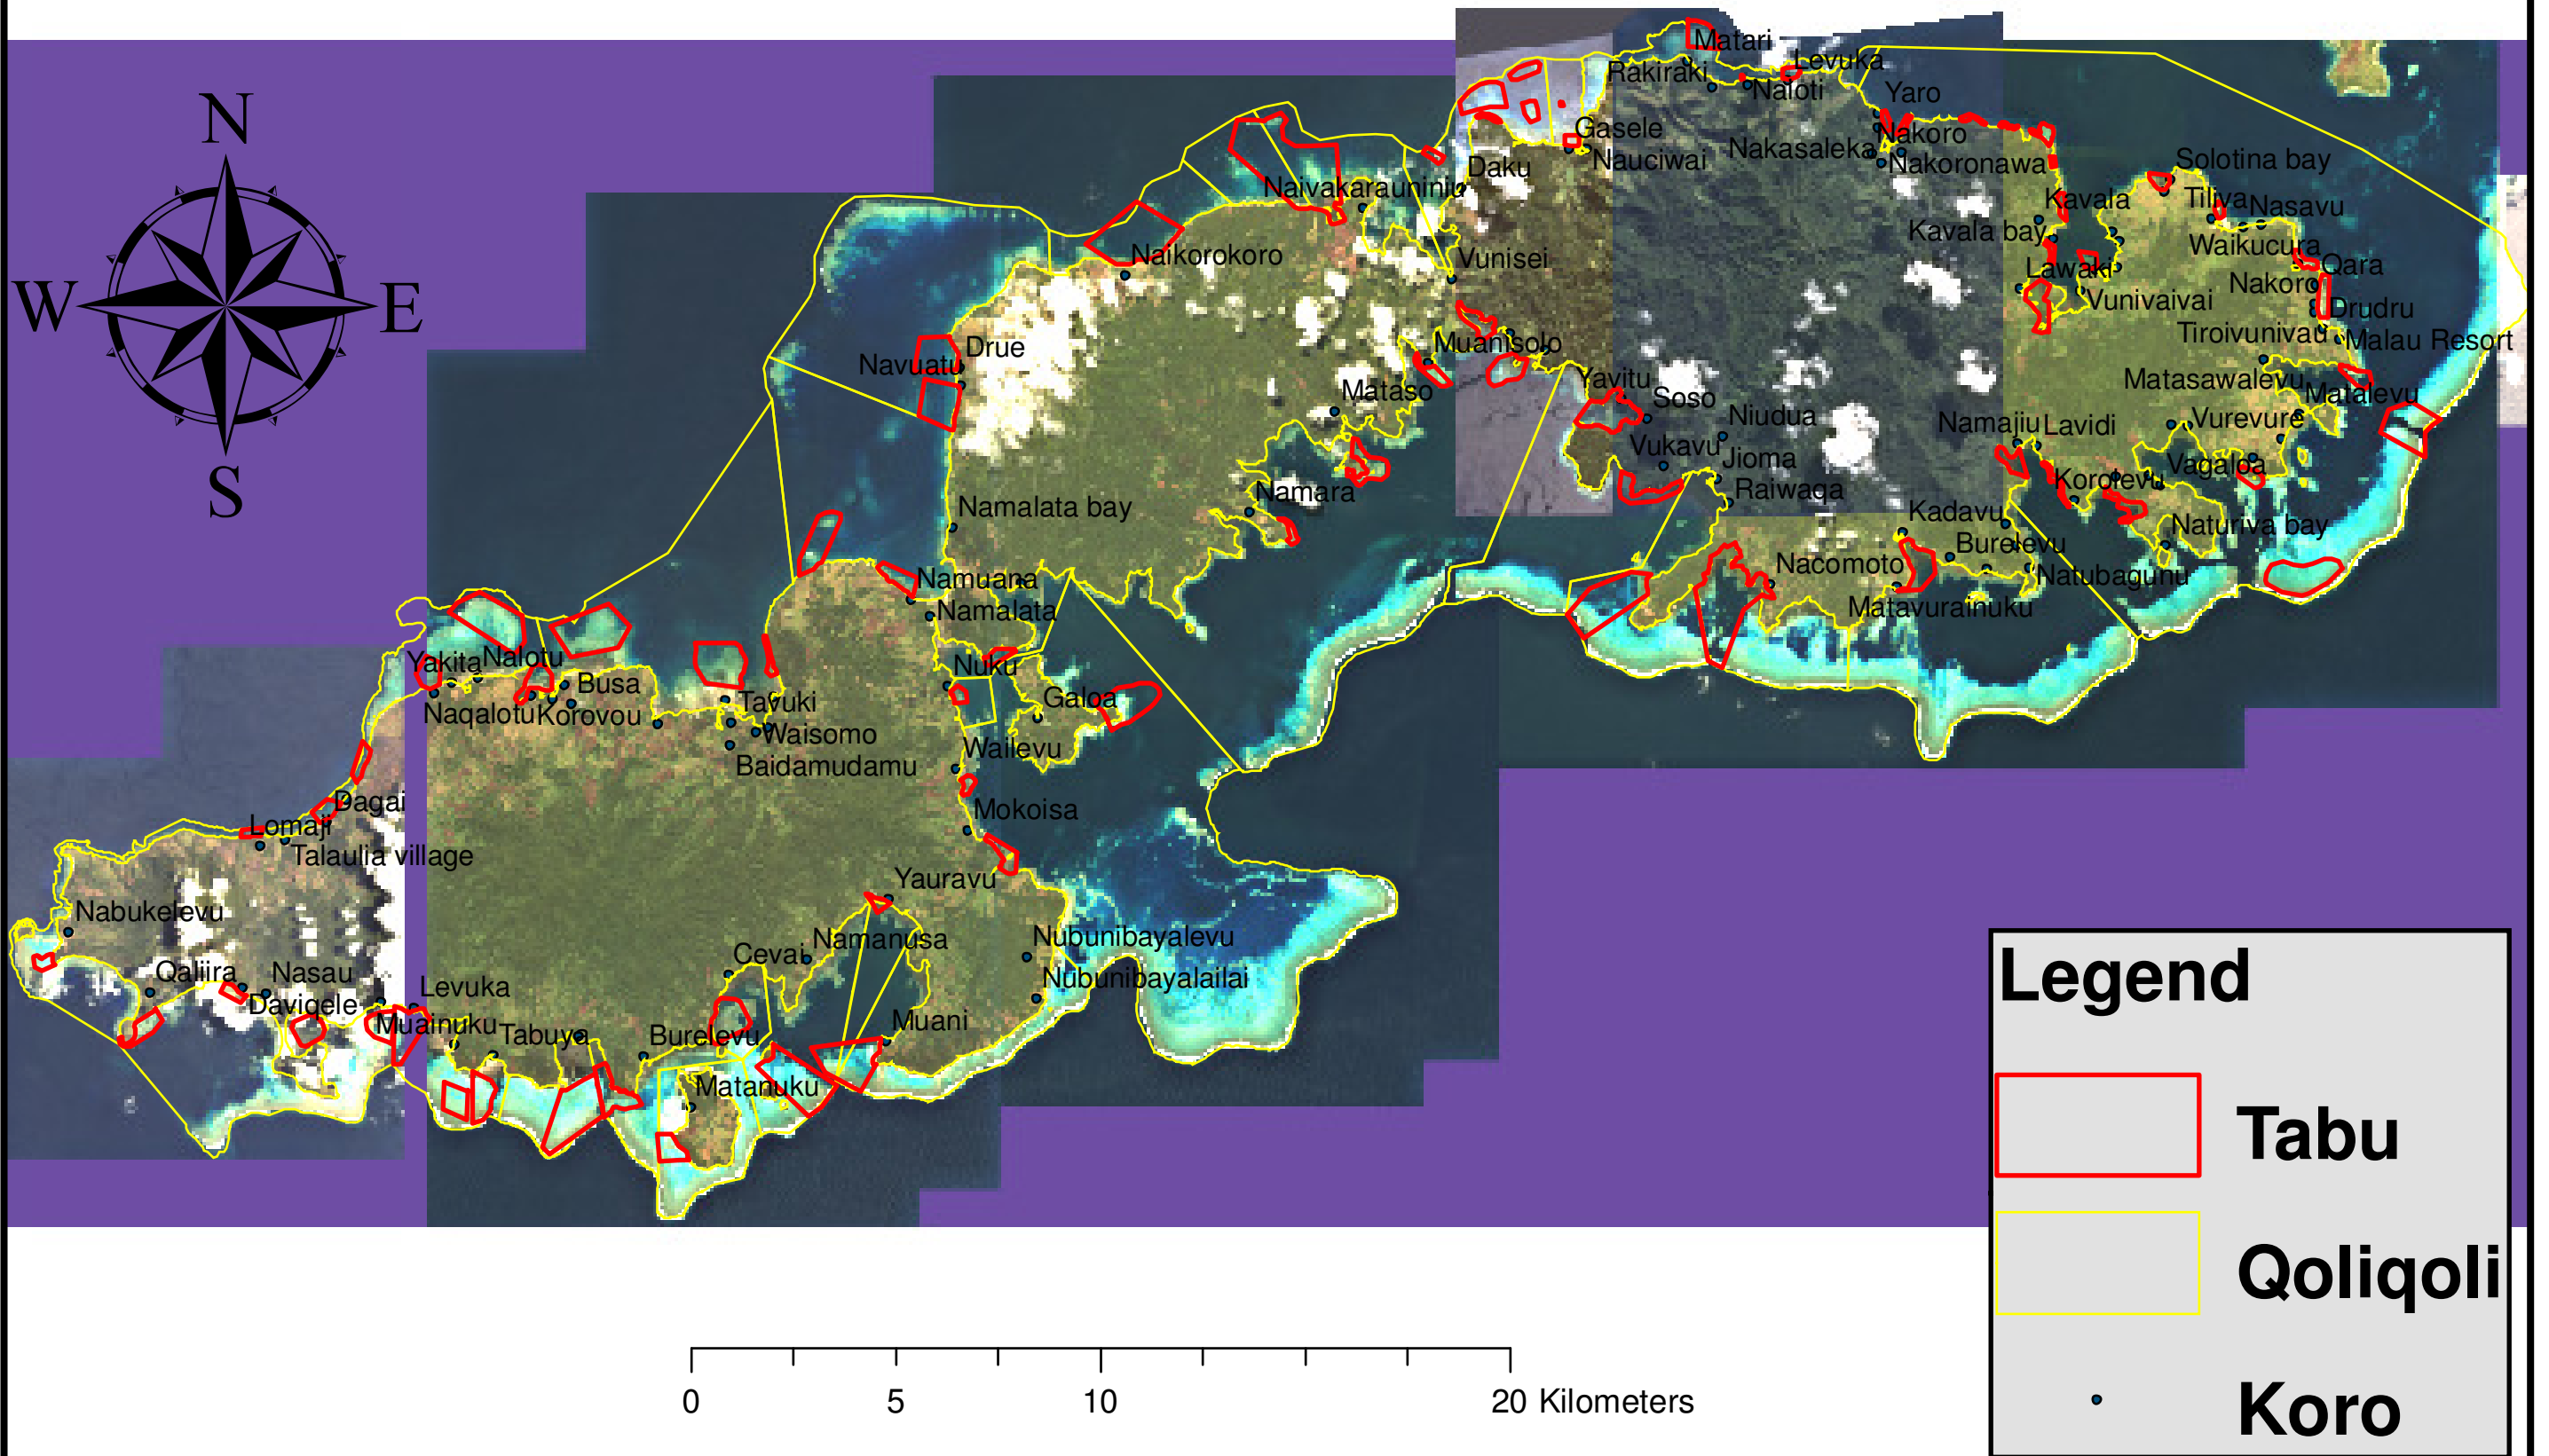 N
W
E
S
Matari
Levuka
Rakiraki
Naloti
Yaro
Gasele
Nakoro
Nauciwai
Nakasaleka
Nakoronawa
Daku
Solotina bay
Naivakarauniniu
Kavala
Tiliva
Nasavu
Kavala bay
Waikucura
Naikorokoro
Vunisei
Lawaki
Qara
Nakoro
Vunivaivai
Drudru
Tiroivunivau
Malau Resort
Drue
Navuatu
Muanisolo
Mataso
Yavitu
Soso
Niudua
Matasawalevu
Matalevu
Namajiu
Lavidi
Vurevure
Vukavu
Jioma
Vagaloa
Korolevu
Raiwaqa
Namara
Namalata bay
Kadavu
Naturiva bay
Burelevu
Nacomoto
Natubagunu
Matavurainuku
Namuana
Namalata
Yakita
Nalotu
Nuku
Busa
Galoa
Naqalotu
Korovou
Tavuki
Waisomo
Wailevu
Baidamudamu
Dagai
Mokoisa
Lomaji
Talaulia village
Yauravu
Nabukelevu
Namanusa
Nubunibayalevu
Cevai
Qaliira
Nasau
Nubunibayalailai
Levuka
Daviqele
Muainuku
Tabuya
Burelevu
Muani
Matanuku
Legend
Tabu
Qoliqoli
Koro
0 5 10 20 Kilometers